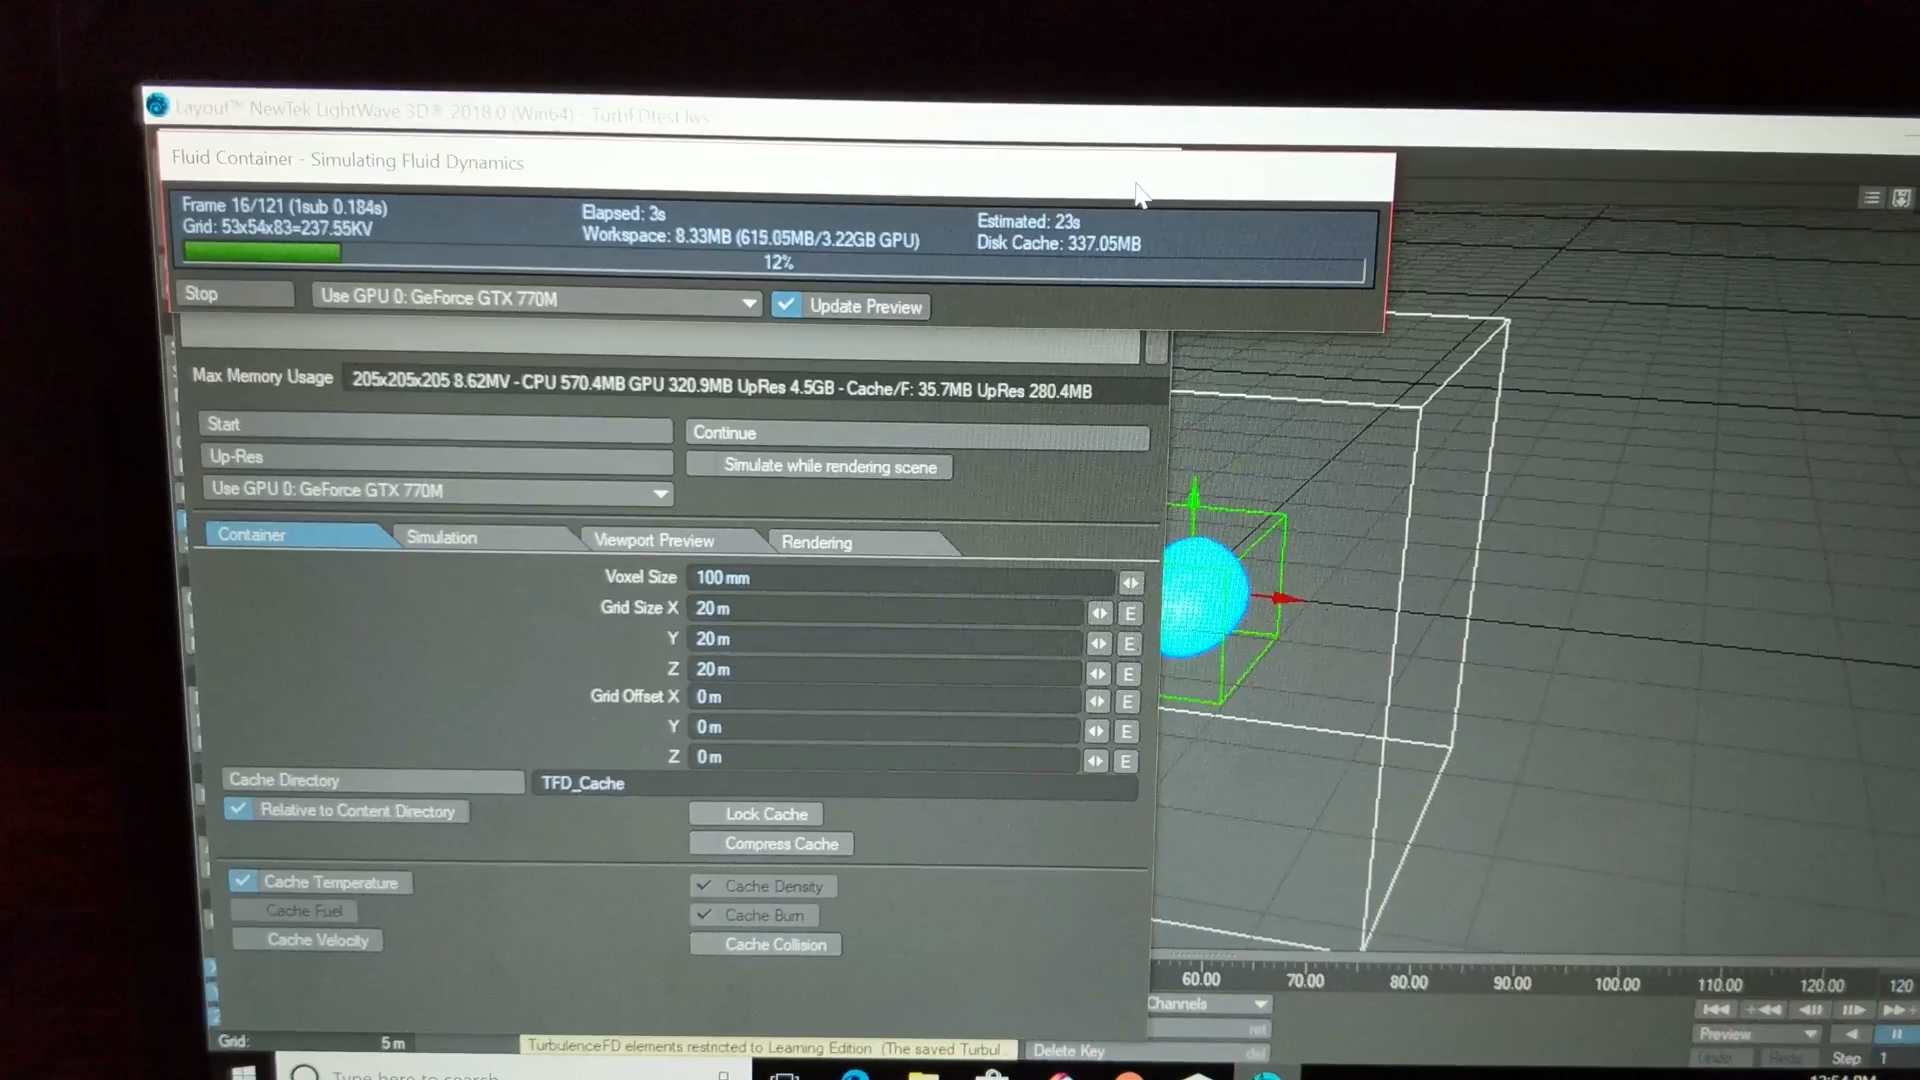 Layout™ NewTek LightWave 3D® 2018.0 (Win64) - TurbFDtest.lws
Fluid Container - Simulating Fluid Dynamics
Frame 16/121 (1sub 0.184s)
Elapsed: 3s
Estimated: 23s
Grid: 53x54x83=237.55KV
Workspace: 8.33MB (615.05MB/3.22GB GPU)
Disk Cache: 337.05MB
12%
Stop
Use GPU 0: GeForce GTX 770M
Update Preview
Max Memory Usage
205x205x205 8.62MV - CPU 570.4MB GPU 320.9MB UpRes 4.5GB - Cache/F: 35.7MB UpRes 280.4MB
Start
Continue
Up-Res
Simulate while rendering scene
Use GPU 0: GeForce GTX 770M
Container
Simulation
Viewport Preview
Rendering
Voxel Size 100 mm
Grid Size X 20 m
E
Y 20 m
E
Z 20 m
E
Grid Offset X 0 m
E
Y 0 m
E
Z 0 m
E
Cache Directory
TFD_Cache
Relative to Content Directory
Lock Cache
Compress Cache
Cache Temperature
Cache Density
Cache Fuel
Cache Burn
Cache Velocity
Cache Collision
60.00 70.00 80.00 90.00 100.00 110.00 120.00 120
Channels
Preview
Grid: 5 m
TurbulenceFD elements restricted to Learning Edition (The saved Turbul
Delete Key
Undo
Redo
Step 1
Type here to search